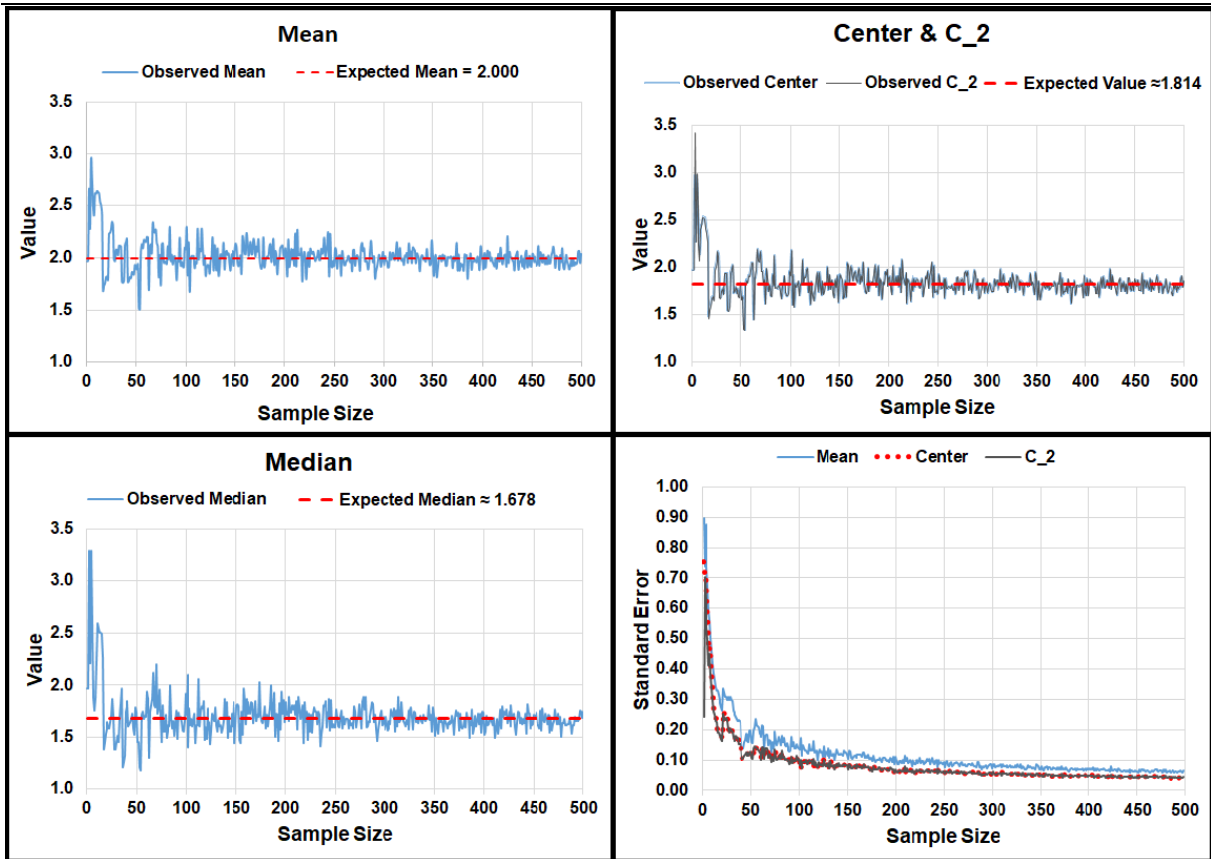 Mean
Observed Mean Expected Mean = 2.000
3.5
3.0
2.5
2.0
1.5
1.0
Value
0 50 100 150 200 250 300 350 400 450 500
Sample Size
Center & C_2
Observed Center Observed C_2 Expected Value ≈1.814
3.5
3.0
2.5
2.0
1.5
1.0
Value
0 50 100 150 200 250 300 350 400 450 500
Sample Size
Median
Observed Median Expected Median ≈ 1.678
3.5
3.0
2.5
2.0
1.5
1.0
Value
0 50 100 150 200 250 300 350 400 450 500
Sample Size
Mean Center C_2
1.00
0.90
0.80
0.70
0.60
0.50
0.40
0.30
0.20
0.10
0.00
Standard Error
0 50 100 150 200 250 300 350 400 450 500
Sample Size